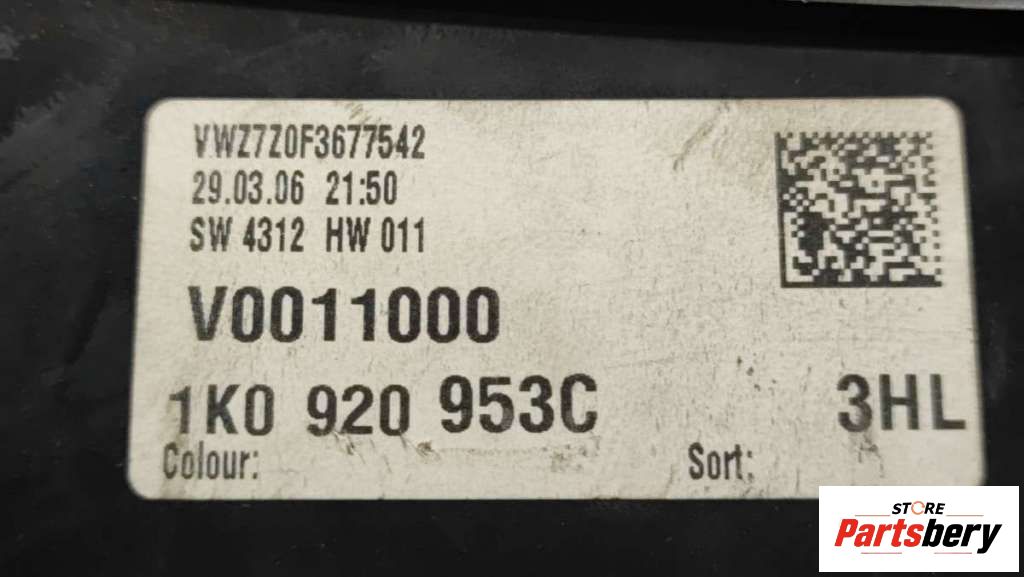 VWZ7Z0F3677542
29.03.06 21:50
SW 4312 HW 011
V0011000
1K0 920 953C 3HL
Colour: Sort:
STORE
Partsbery